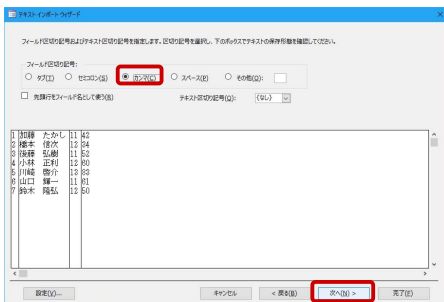 テキスト インポート ウィザード
フィールド区切り記号およびテキスト区切り記号を指定します。区切り記号を選択し、下のボックスでテキストの保存形態を確認してください。
フィールド区切り記号:
タブ(T) セミコロン(S) カンマ(C) スペース(P) その他(O):
先頭行をフィールド名として使う(R) テキスト区切り記号(Q): {なし}
1 加藤 たかし 11 42
2 橋本 信次 12 34
3 後藤 弘樹 11 52
4 小林 正利 12 60
5 川崎 啓介 13 63
6 山口 輝一 11 61
7 鈴木 隆弘 12 50
設定(V)... キャンセル < 戻る(B) 次へ(N) > 完了(F)